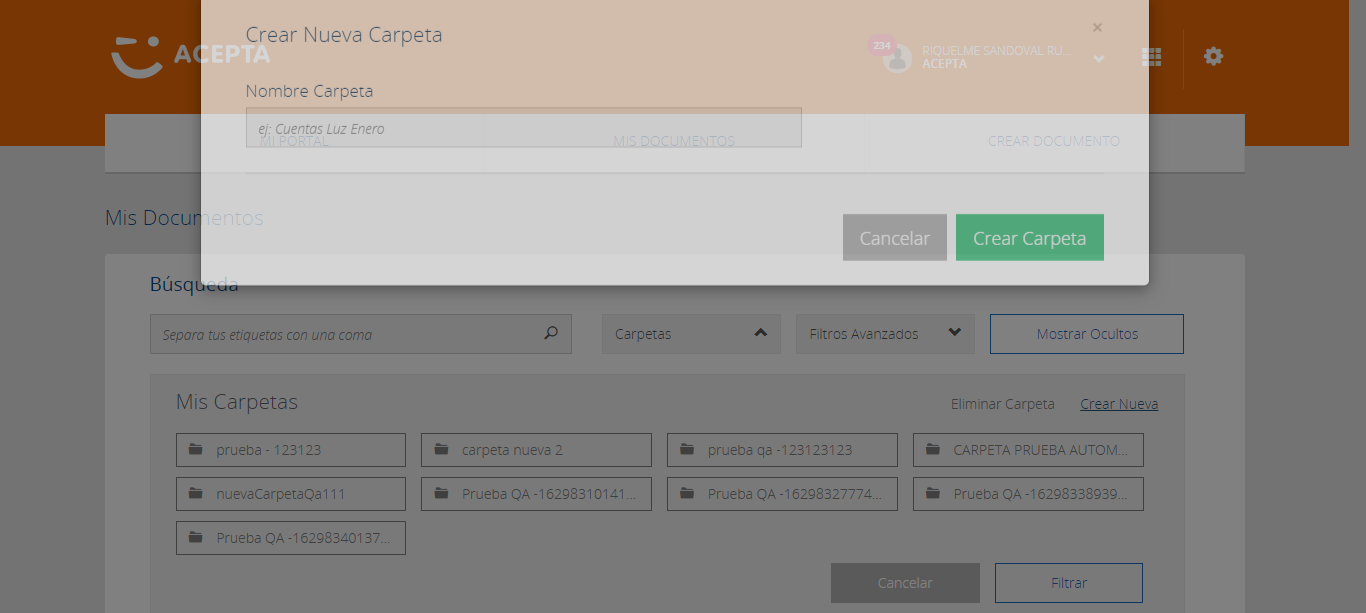 Crear Nueva Carpeta
×
ACEPTA
234
RIQUELME SANDOVAL RU...
ACEPTA
Nombre Carpeta
ej: Cuentas Luz Enero
MI PORTAL
MIS DOCUMENTOS
CREAR DOCUMENTO
Mis Documentos
Cancelar
Crear Carpeta
Búsqueda
Separa tus etiquetas con una coma
Carpetas
Filtros Avanzados
Mostrar Ocultos
Mis Carpetas
Eliminar Carpeta
Crear Nueva
prueba - 123123
carpeta nueva 2
prueba qa -123123123
CARPETA PRUEBA AUTOM...
nuevaCarpetaQa111
Prueba QA -16298310141...
Prueba QA -16298327774...
Prueba QA -16298338939...
Prueba QA -16298340137...
Cancelar
Filtrar